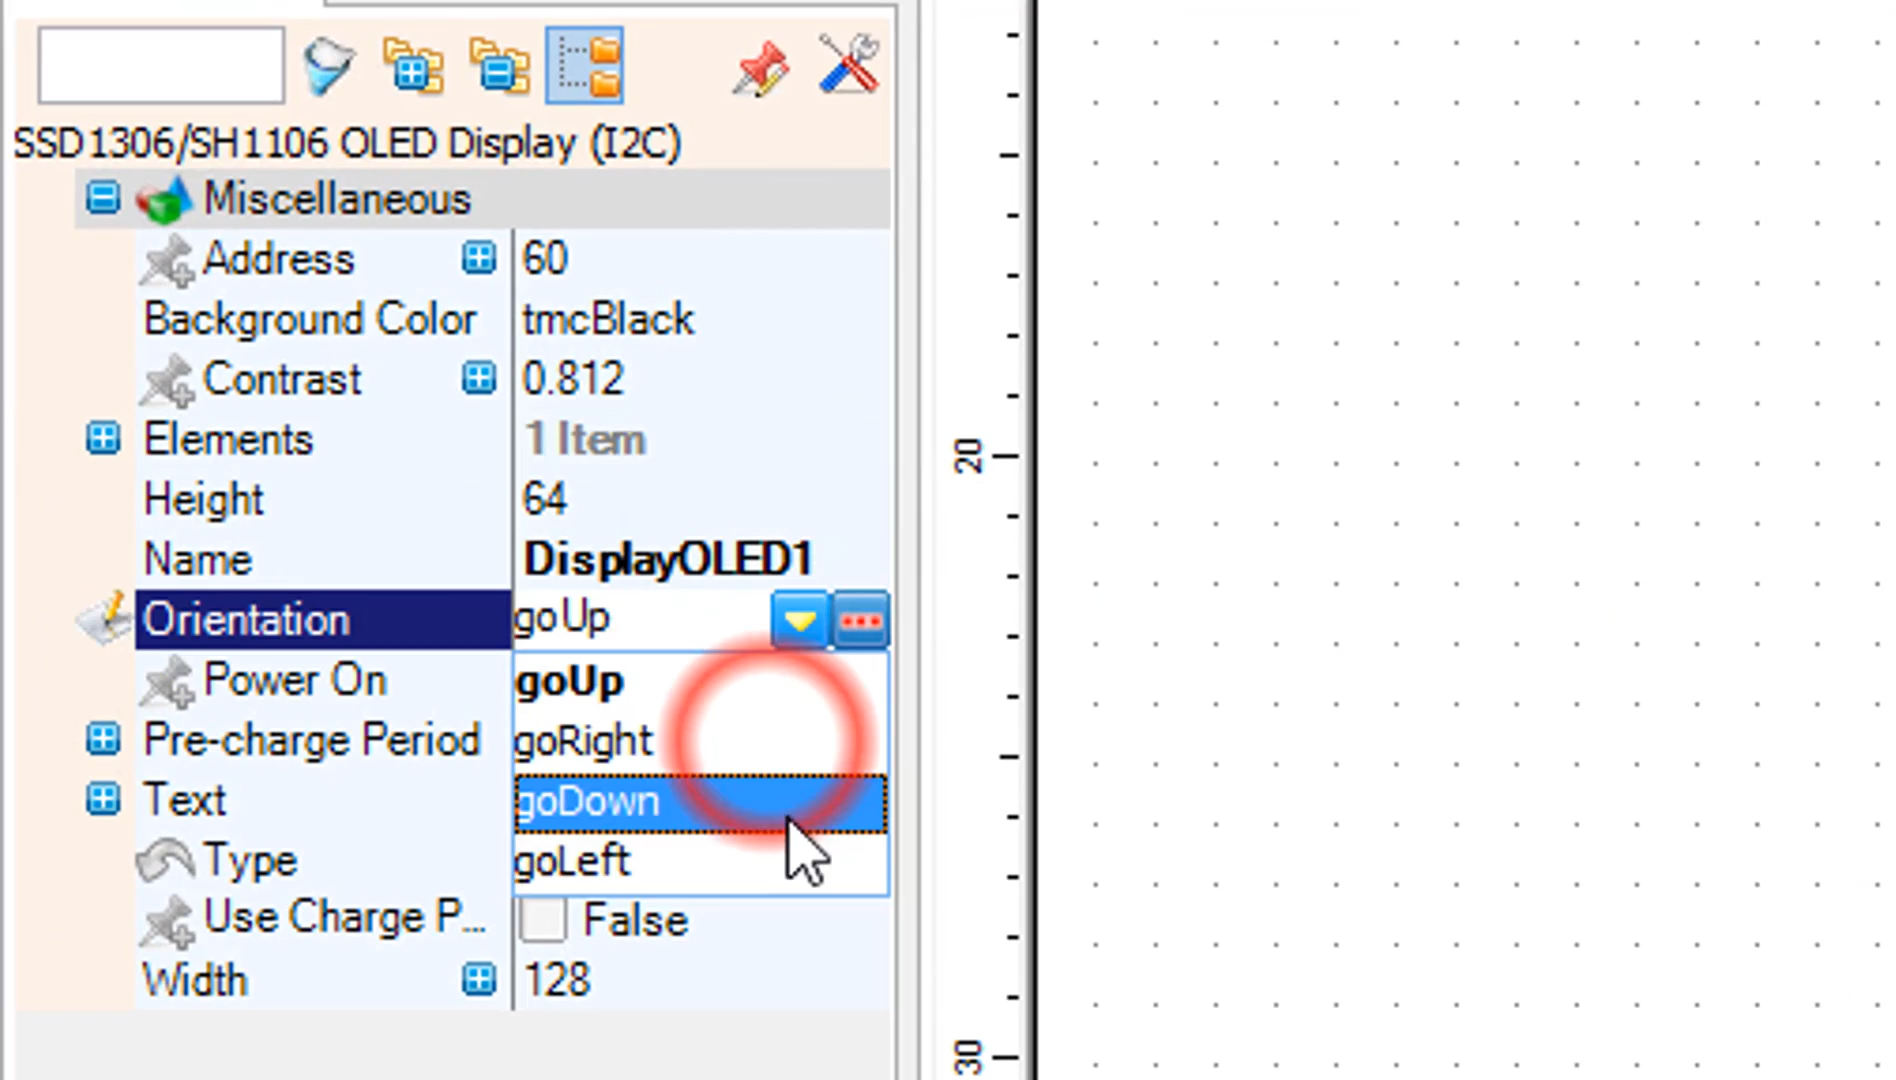 SSD1306/SH1106 OLED Display (I2C)
Miscellaneous
Address 60
Background Color tmcBlack
Contrast 0.812
Elements 1 Item
Height 64
Name DisplayOLED1
Orientation goUp
Power On goUp
Pre-charge Period goRight
Text goDown
Type goLeft
Use Charge P... False
Width 128
20
30